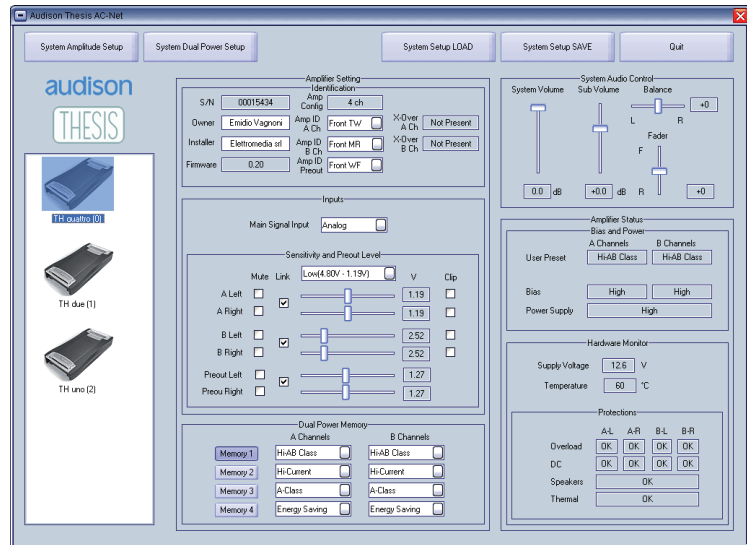 Audison Thesis AC-Net
System Amplitude Setup
System Dual Power Setup
System Setup LOAD
System Setup SAVE
Quit
audison
THESIS
TH quattro (0)
TH due (1)
TH uno (2)
Amplifier Setting
Identification
S/N 00015434 Amp Config 4 ch
Owner Emidio Vagnoni Amp ID A Ch Front TW X-Over A Ch Not Present
Installer Elettromedia srl Amp ID B Ch Front MR X-Over B Ch Not Present
Firmware 0.20 Amp ID Preout Front WF
Inputs
Main Signal Input Analog
Sensitivity and Preout Level
Mute Link Low(4.80V - 1.19V) V Clip
A Left 1.19
A Right 1.19
B Left 2.52
B Right 2.52
Preout Left 1.27
Preou Right 1.27
Dual Power Memory
A Channels B Channels
Memory 1 Hi-AB Class Hi-AB Class
Memory 2 Hi-Current Hi-Current
Memory 3 A-Class A-Class
Memory 4 Energy Saving Energy Saving
System Audio Control
System Volume Sub Volume Balance
+0
L R
Fader
F
0.0 dB +0.0 dB R +0
Amplifier Status
Bias and Power
A Channels B Channels
User Preset Hi-AB Class Hi-AB Class
Bias High High
Power Supply High
Hardware Monitor
Supply Voltage 12.6 V
Temperature 60 °C
Protections
A-L A-R B-L B-R
Overload OK OK OK OK
DC OK OK OK OK
Speakers OK
Thermal OK